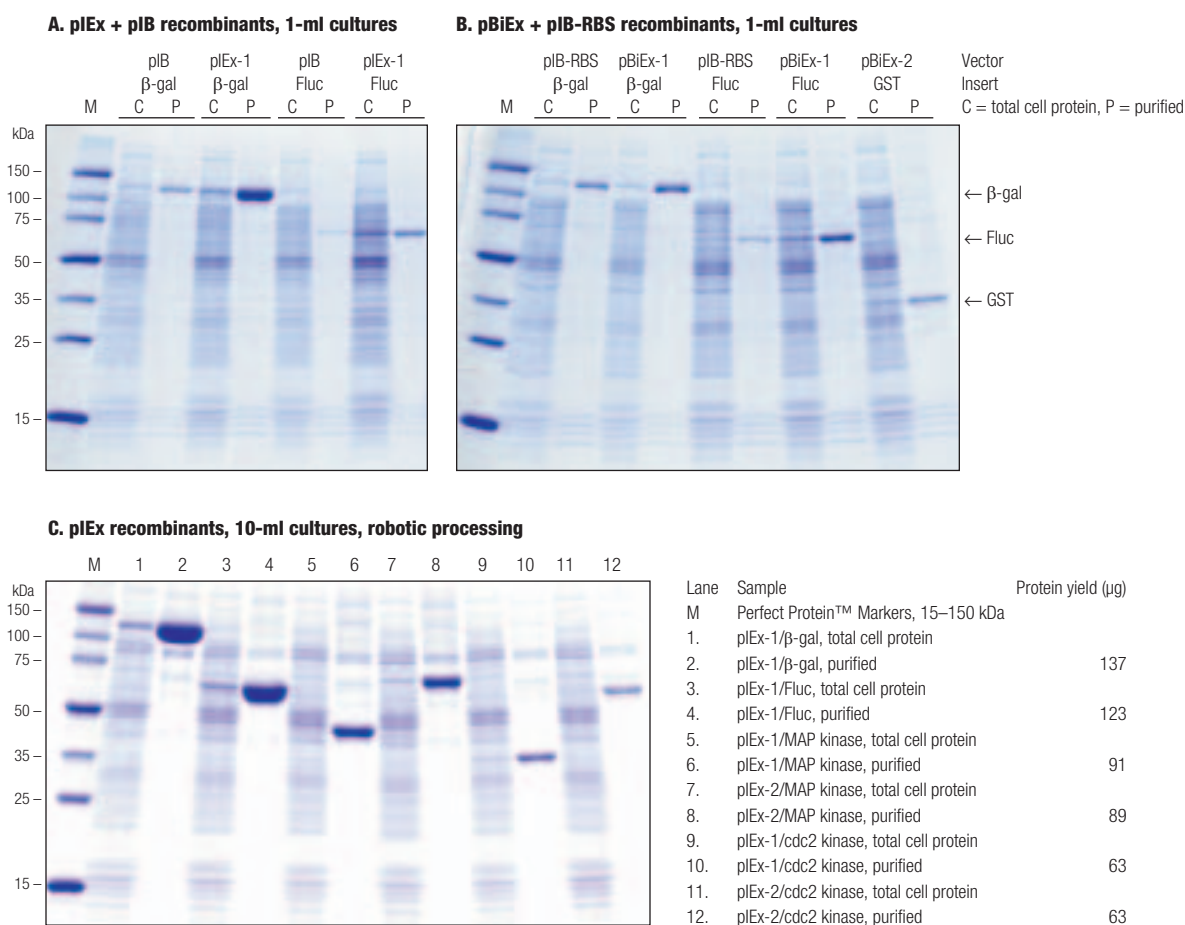 A. pIEx + pIB recombinants, 1-ml cultures
pIB pIEx-1 pIB pIEx-1
β-gal β-gal Fluc Fluc
M C P C P C P C P
kDa
150
100
75
50
35
25
15
B. pBiEx + pIB-RBS recombinants, 1-ml cultures
pIB-RBS pBiEx-1 pIB-RBS pBiEx-1 pBiEx-2 Vector
β-gal β-gal Fluc Fluc GST Insert
M C P C P C P C P C P C = total cell protein, P = purified
← β-gal
← Fluc
← GST
C. pIEx recombinants, 10-ml cultures, robotic processing
M 1 2 3 4 5 6 7 8 9 10 11 12
kDa
150
100
75
50
35
25
15
Lane Sample Protein yield (µg)
M Perfect Protein™ Markers, 15–150 kDa
1. pIEx-1/β-gal, total cell protein
2. pIEx-1/β-gal, purified 137
3. pIEx-1/Fluc, total cell protein
4. pIEx-1/Fluc, purified 123
5. pIEx-1/MAP kinase, total cell protein
6. pIEx-1/MAP kinase, purified 91
7. pIEx-2/MAP kinase, total cell protein
8. pIEx-2/MAP kinase, purified 89
9. pIEx-1/cdc2 kinase, total cell protein
10. pIEx-1/cdc2 kinase, purified 63
11. pIEx-2/cdc2 kinase, total cell protein
12. pIEx-2/cdc2 kinase, purified 63